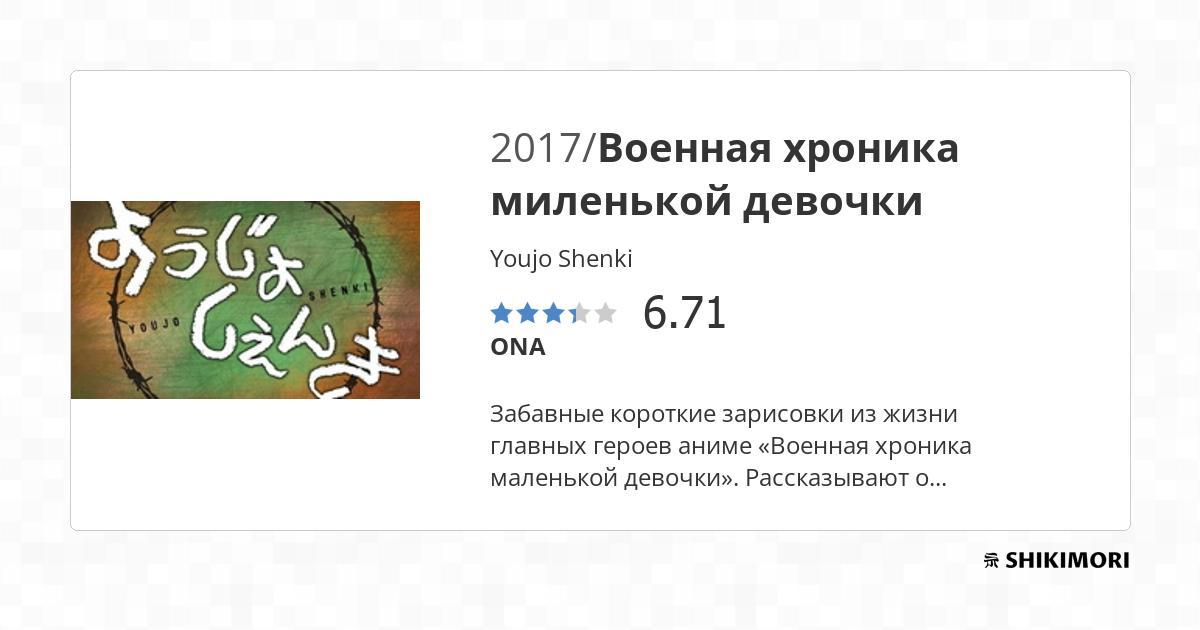 ようじょ
しぇんき
YOUJO
SHENKI
2017/Военная хроника
миленькой девочки
Youjo Shenki
6.71
ONA
Забавные короткие зарисовки из жизни
главных героев аниме «Военная хроника
маленькой девочки». Рассказывают о...
SHIKIMORI